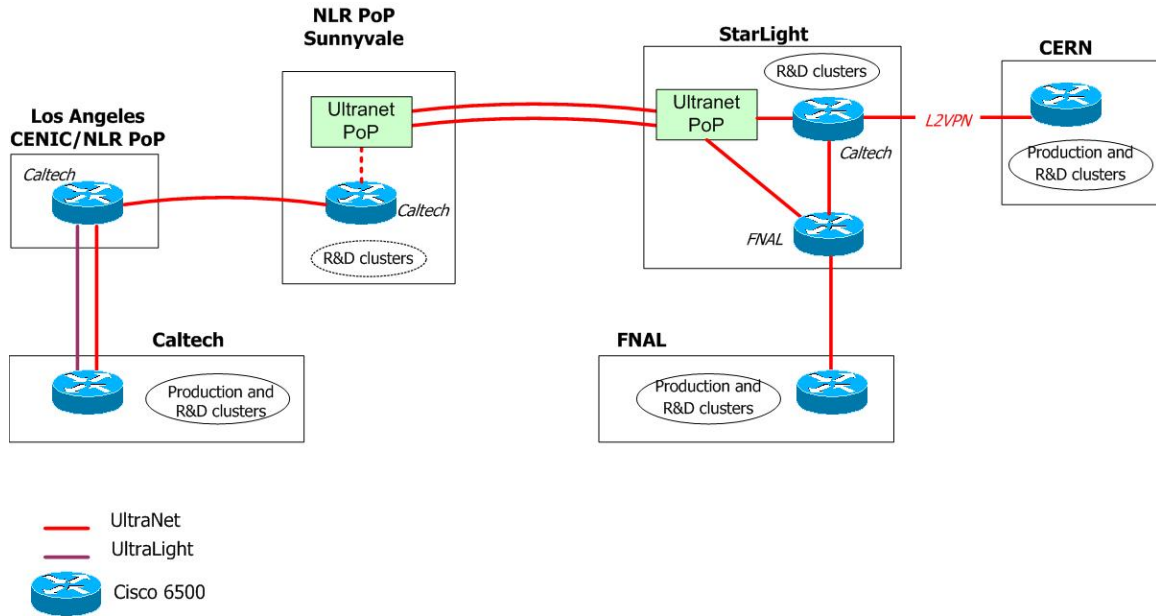 NLR PoP
Sunnyvale
StarLight
CERN
R&D clusters
Ultranet
PoP
Ultranet
PoP
Los Angeles
CENIC/NLR PoP
L2VPN
Caltech
Production and
R&D clusters
Caltech
Caltech
FNAL
R&D clusters
Caltech
FNAL
Production and
R&D clusters
Production and
R&D clusters
UltraNet
UltraLight
Cisco 6500